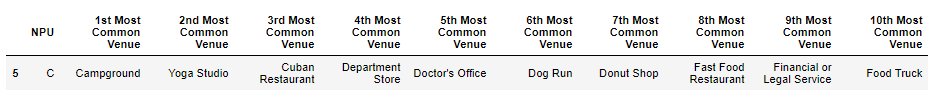 NPU 1st Most Common Venue 2nd Most Common Venue 3rd Most Common Venue 4th Most Common Venue 5th Most Common Venue 6th Most Common Venue 7th Most Common Venue 8th Most Common Venue 9th Most Common Venue 10th Most Common Venue
5 C Campground Yoga Studio Cuban Restaurant Department Store Doctor's Office Dog Run Donut Shop Fast Food Restaurant Financial or Legal Service Food Truck